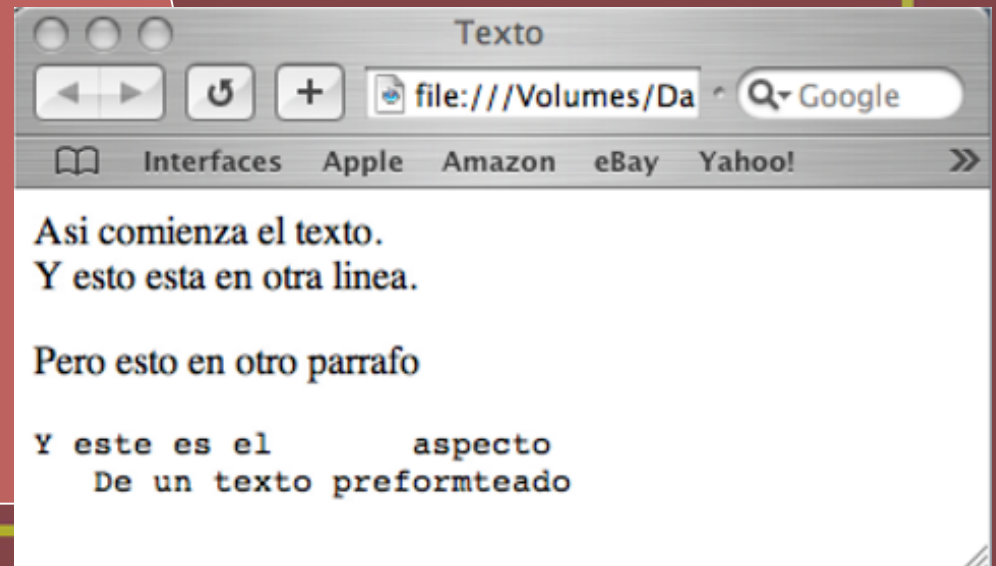 Texto
file:///Volumes/Da Google
Interfaces Apple Amazon eBay Yahoo!
Asi comienza el texto.
Y esto esta en otra linea.
Pero esto en otro parrafo
Y este es el       aspecto
   De un texto preformteado